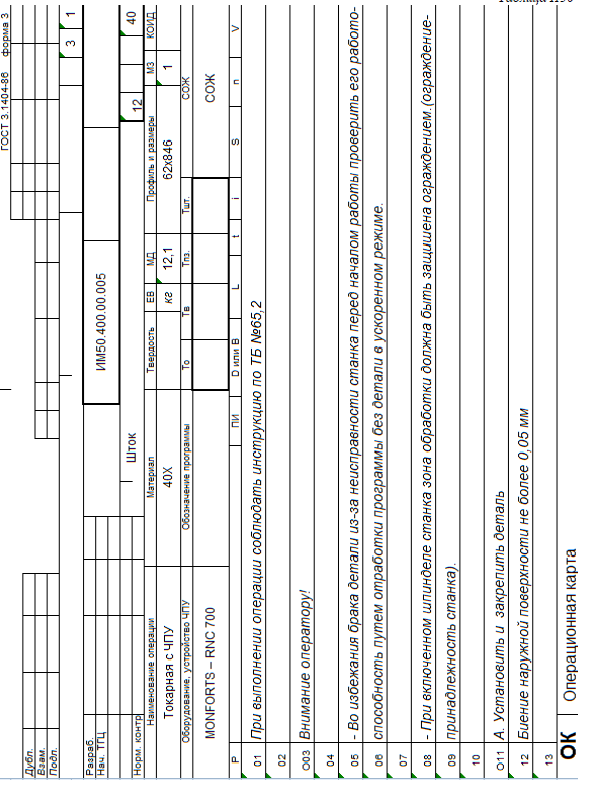 ГОСТ 3.1404-86 форма 3
Дубл.
Взам.
Подп.
3 1
Разраб.
Нач. ТПЦ
ИМ50.400.00.005
Норм. контр
Шток
12 40
Наименование операции Материал Твердость ЕВ МД Профиль и размеры МЗ КОИД
Токарная с ЧПУ 40Х кг 12,1 62х846 1
Оборудование, устройство ЧПУ Обозначение программы То Тв Тпз. Тшт. СОЖ
MONFORTS – RNC 700 СОЖ
Р ПИ D или В L t i S n V
01 При выполнении операции соблюдать инструкцию по ТБ №65,2
02
О03 Внимание оператору!
04
05 - Во избежания брака детали из-за неисправности станка перед началом работы проверить его работо-
06 способность путем отработки программы без детали в ускоренном режиме.
07
08 - При включенном шпинделе станка зона обработки должна быть защишена ограждением.(ограждение-
09 принадлежность станка).
10
О11 А. Установить и закрепить деталь
12 Биение наружной поверхности не более 0,05 мм
13
ОК Операционная карта